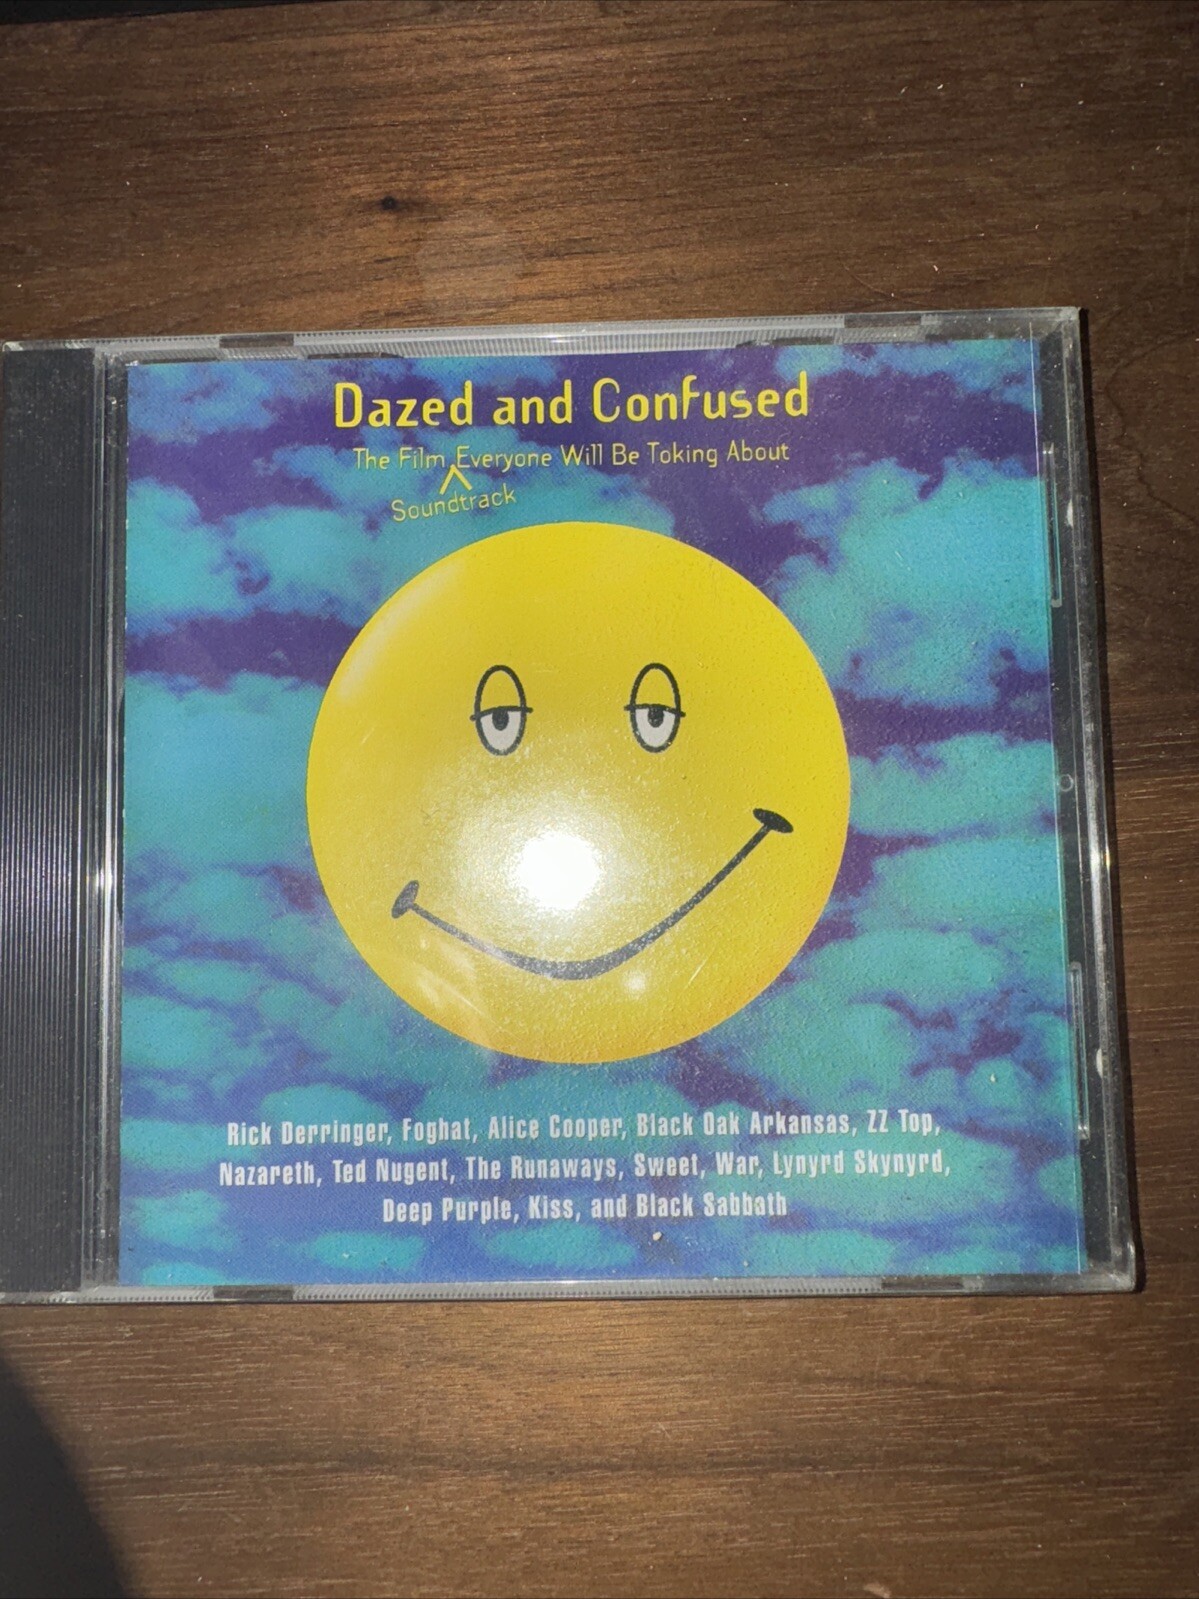 Dazed and Confused
The Film Everyone Will Be Toking About
Soundtrack
Rick Derringer, Foghat, Alice Cooper, Black Oak Arkansas, ZZ Top,
Nazareth, Ted Nugent, The Runaways, Sweet, War, Lynyrd Skynyrd,
Deep Purple, Kiss, and Black Sabbath